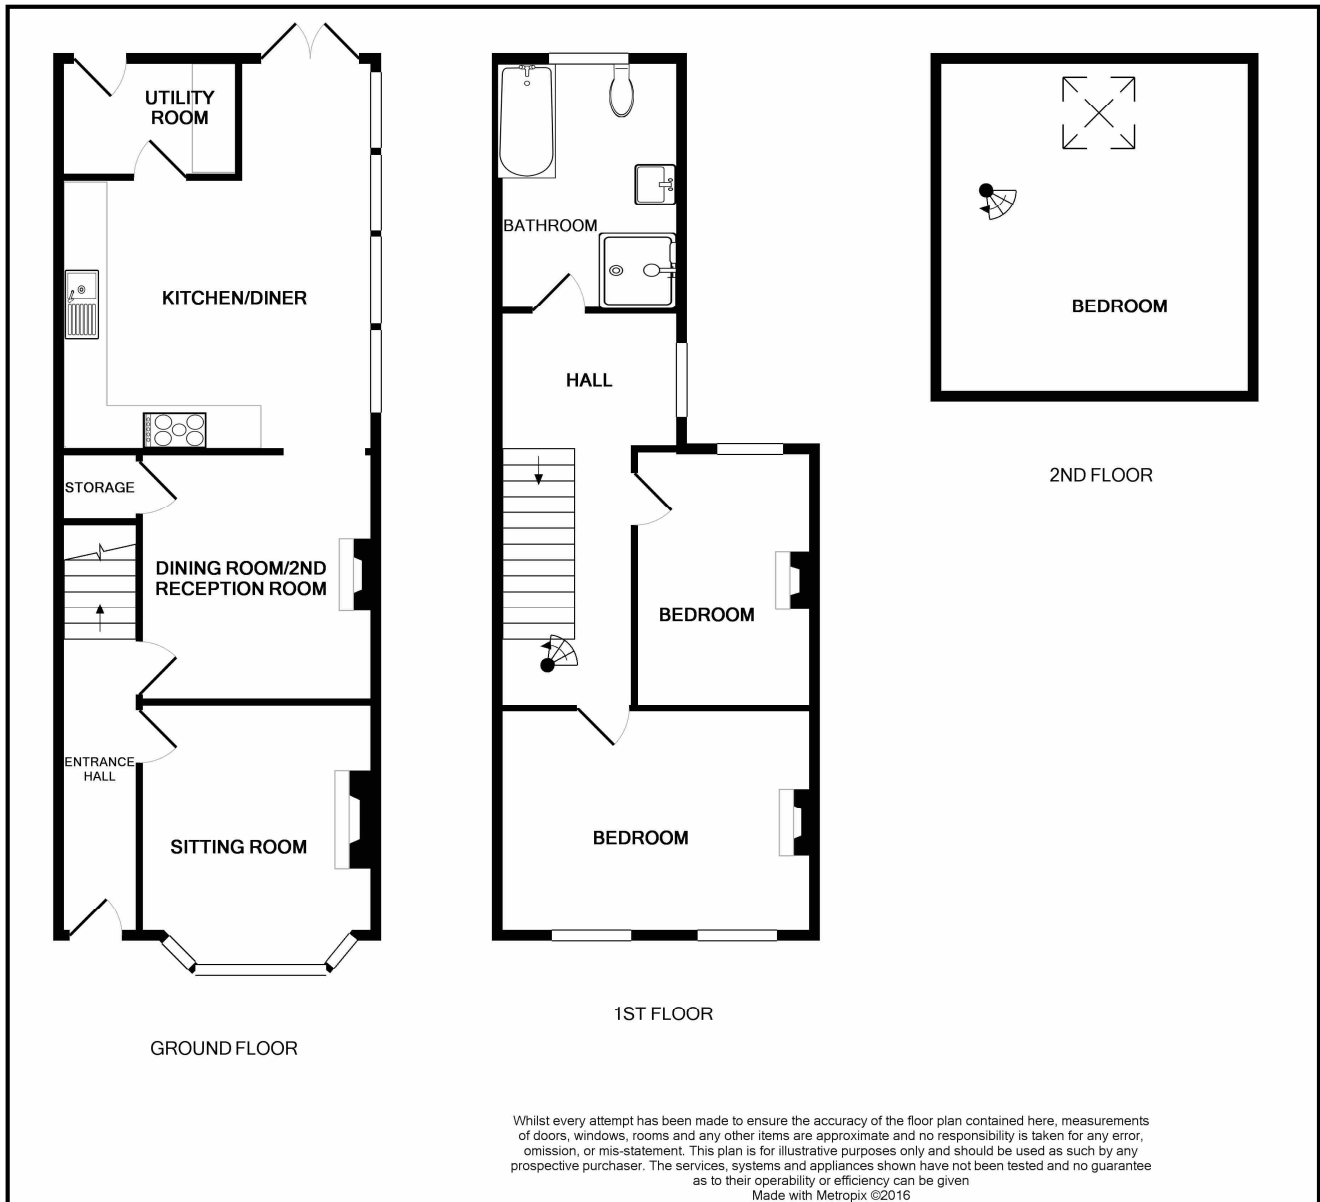 UTILITY
ROOM
KITCHEN/DINER
STORAGE
DINING ROOM/2ND
RECEPTION ROOM
ENTRANCE
HALL
SITTING ROOM
GROUND FLOOR
BATHROOM
HALL
BEDROOM
BEDROOM
1ST FLOOR
BEDROOM
2ND FLOOR
Whilst every attempt has been made to ensure the accuracy of the floor plan contained here, measurements
of doors, windows, rooms and any other items are approximate and no responsibility is taken for any error,
omission, or mis-statement. This plan is for illustrative purposes only and should be used as such by any
prospective purchaser. The services, systems and appliances shown have not been tested and no guarantee
as to their operability or efficiency can be given
Made with Metropix ©2016